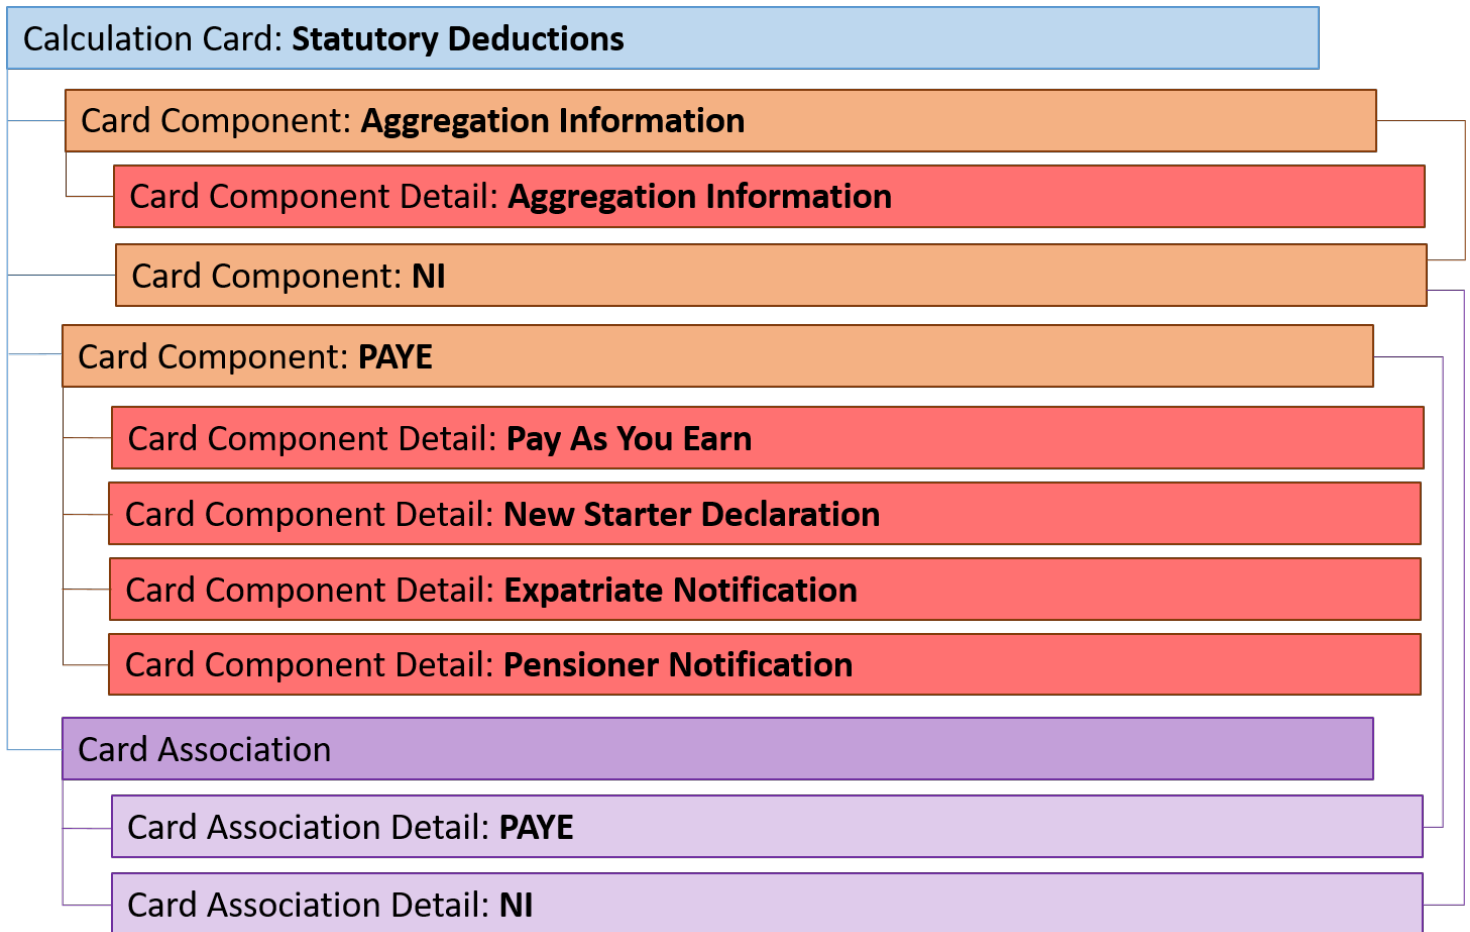 Calculation Card: Statutory Deductions
Card Component: Aggregation Information
Card Component Detail: Aggregation Information
Card Component: NI
Card Component: PAYE
Card Component Detail: Pay As You Earn
Card Component Detail: New Starter Declaration
Card Component Detail: Expatriate Notification
Card Component Detail: Pensioner Notification
Card Association
Card Association Detail: PAYE
Card Association Detail: NI